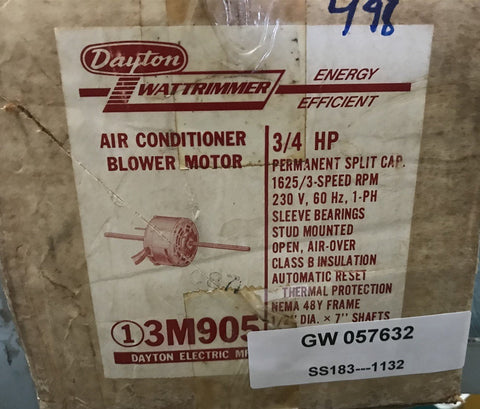 498
Dayton
WATTRIMMER
ENERGY
EFFICIENT
AIR CONDITIONER
BLOWER MOTOR
3/4 HP
PERMANENT SPLIT CAP.
1625/3-SPEED RPM
230 V, 60 Hz, 1-PH
SLEEVE BEARINGS
STUD MOUNTED
OPEN, AIR-OVER
CLASS B INSULATION
AUTOMATIC RESET
THERMAL PROTECTION
NEMA 48Y FRAME
DIA. × 7" SHAFTS
① 3M905
DAYTON ELECTRIC
GW 057632
SS183---1132